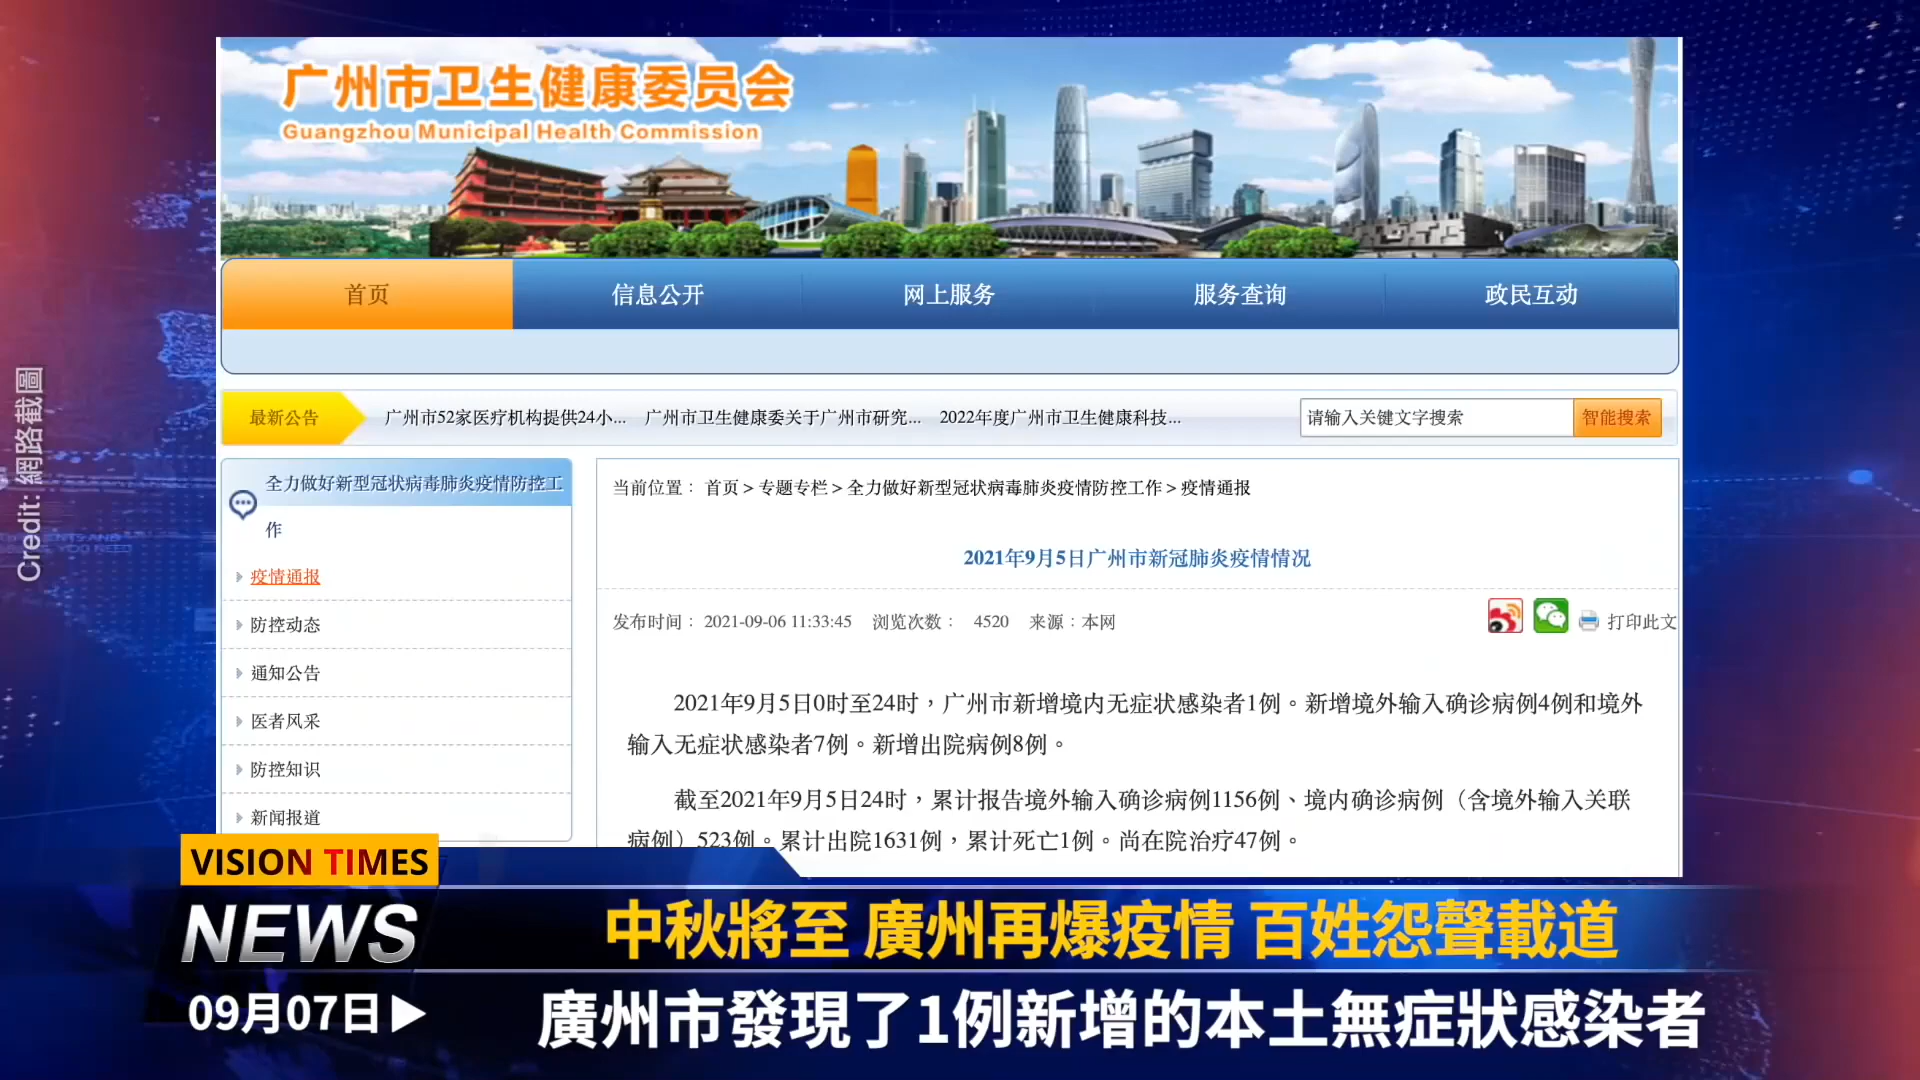 广州市卫生健康委员会
Guangzhou Municipal Health Commission
首页 信息公开 网上服务 服务查询 政民互动
最新公告 广州市52家医疗机构提供24小... 广州市卫生健康委关于广州市研究... 2022年度广州市卫生健康科技... 请输入关键文字搜索 智能搜索
全力做好新型冠状病毒肺炎疫情防控工
作
疫情通报
防控动态
通知公告
医者风采
防控知识
新闻报道
当前位置： 首页 > 专题专栏 > 全力做好新型冠状病毒肺炎疫情防控工作 > 疫情通报
2021年9月5日广州市新冠肺炎疫情情况
发布时间： 2021-09-06 11:33:45 浏览次数： 4520 来源：本网 打印此文
2021年9月5日0时至24时，广州市新增境内无症状感染者1例。新增境外输入确诊病例4例和境外
输入无症状感染者7例。新增出院病例8例。
截至2021年9月5日24时，累计报告境外输入确诊病例1156例、境内确诊病例（含境外输入关联
病例）523例。累计出院1631例，累计死亡1例。尚在院治疗47例。
Credit: 網路截圖
VISION TIMES
NEWS
中秋將至 廣州再爆疫情 百姓怨聲載道
09月07日▶
廣州市發現了1例新增的本土無症狀感染者